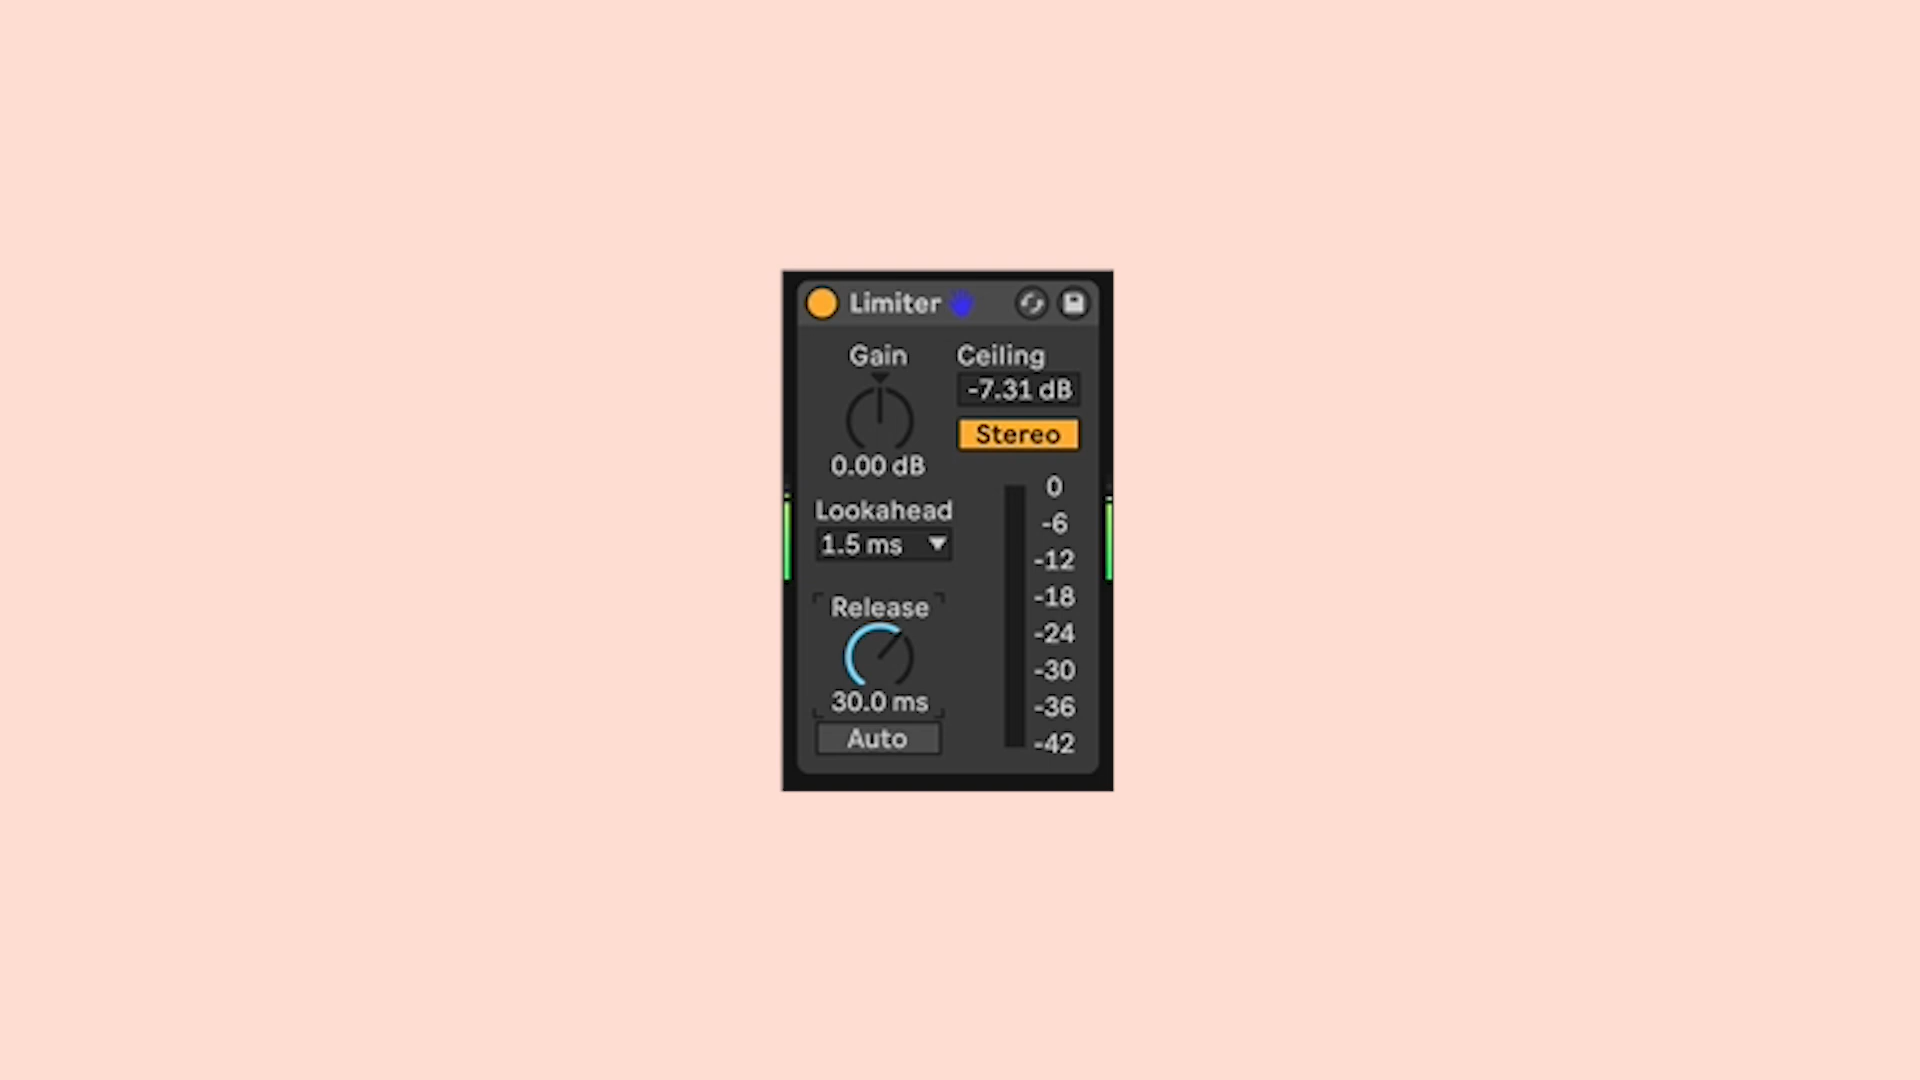 Limiter
Gain
0.00 dB
Ceiling
-7.31 dB
Stereo
Lookahead
1.5 ms
Release
30.0 ms
Auto
0
-6
-12
-18
-24
-30
-36
-42